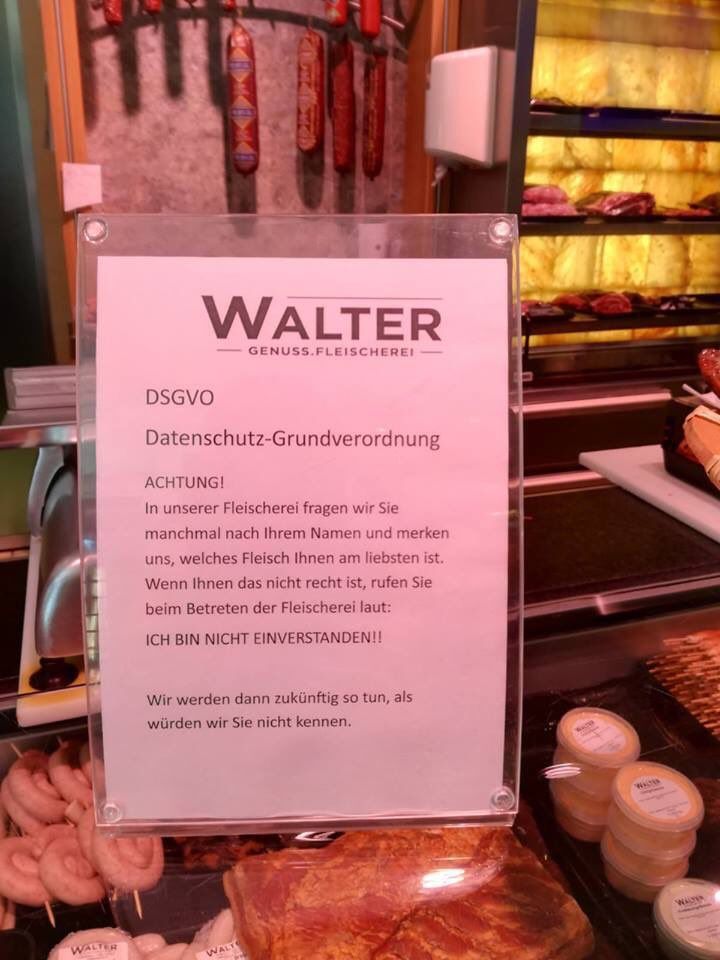 WALTER
GENUSS.FLEISCHEREI
DSGVO
Datenschutz-Grundverordnung
ACHTUNG!
In unserer Fleischerei fragen wir Sie
manchmal nach Ihrem Namen und merken
uns, welches Fleisch Ihnen am liebsten ist.
Wenn Ihnen das nicht recht ist, rufen Sie
beim Betreten der Fleischerei laut:
ICH BIN NICHT EINVERSTANDEN!!
Wir werden dann zukünftig so tun, als
würden wir Sie nicht kennen.
WALTER
WALTER
WALTER
WALTER
WALTER